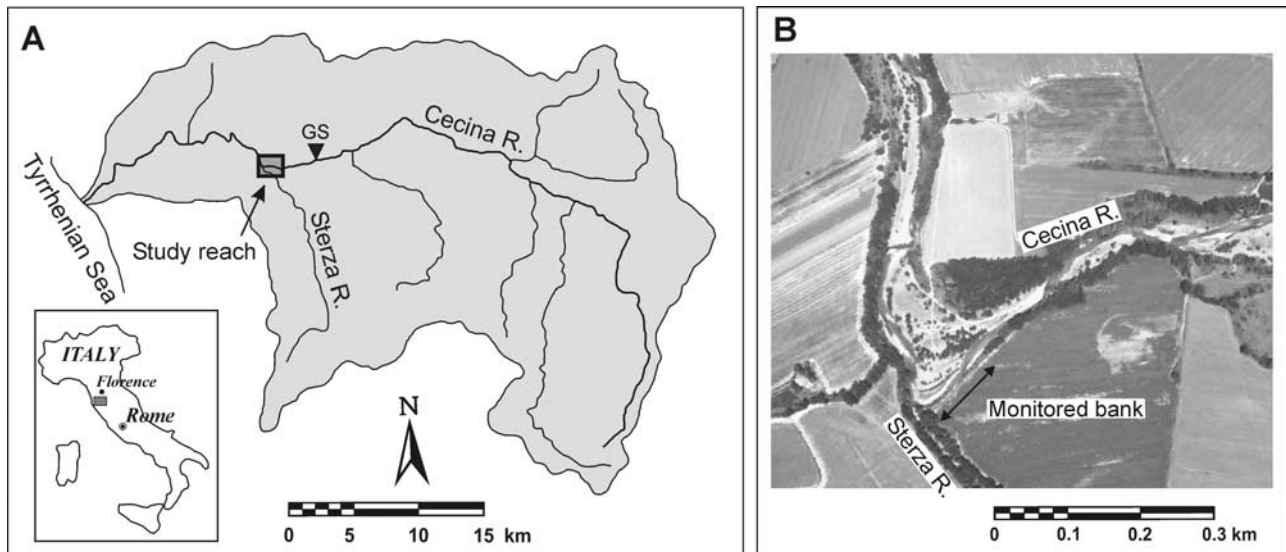 A
GS
Cecina R.
Tyrrhenian Sea
Study reach
Sterza R.
ITALY
Florence
Rome
N
0 5 10 15 km
B
Cecina R.
Monitored bank
Sterza R.
0 0.1 0.2 0.3 km